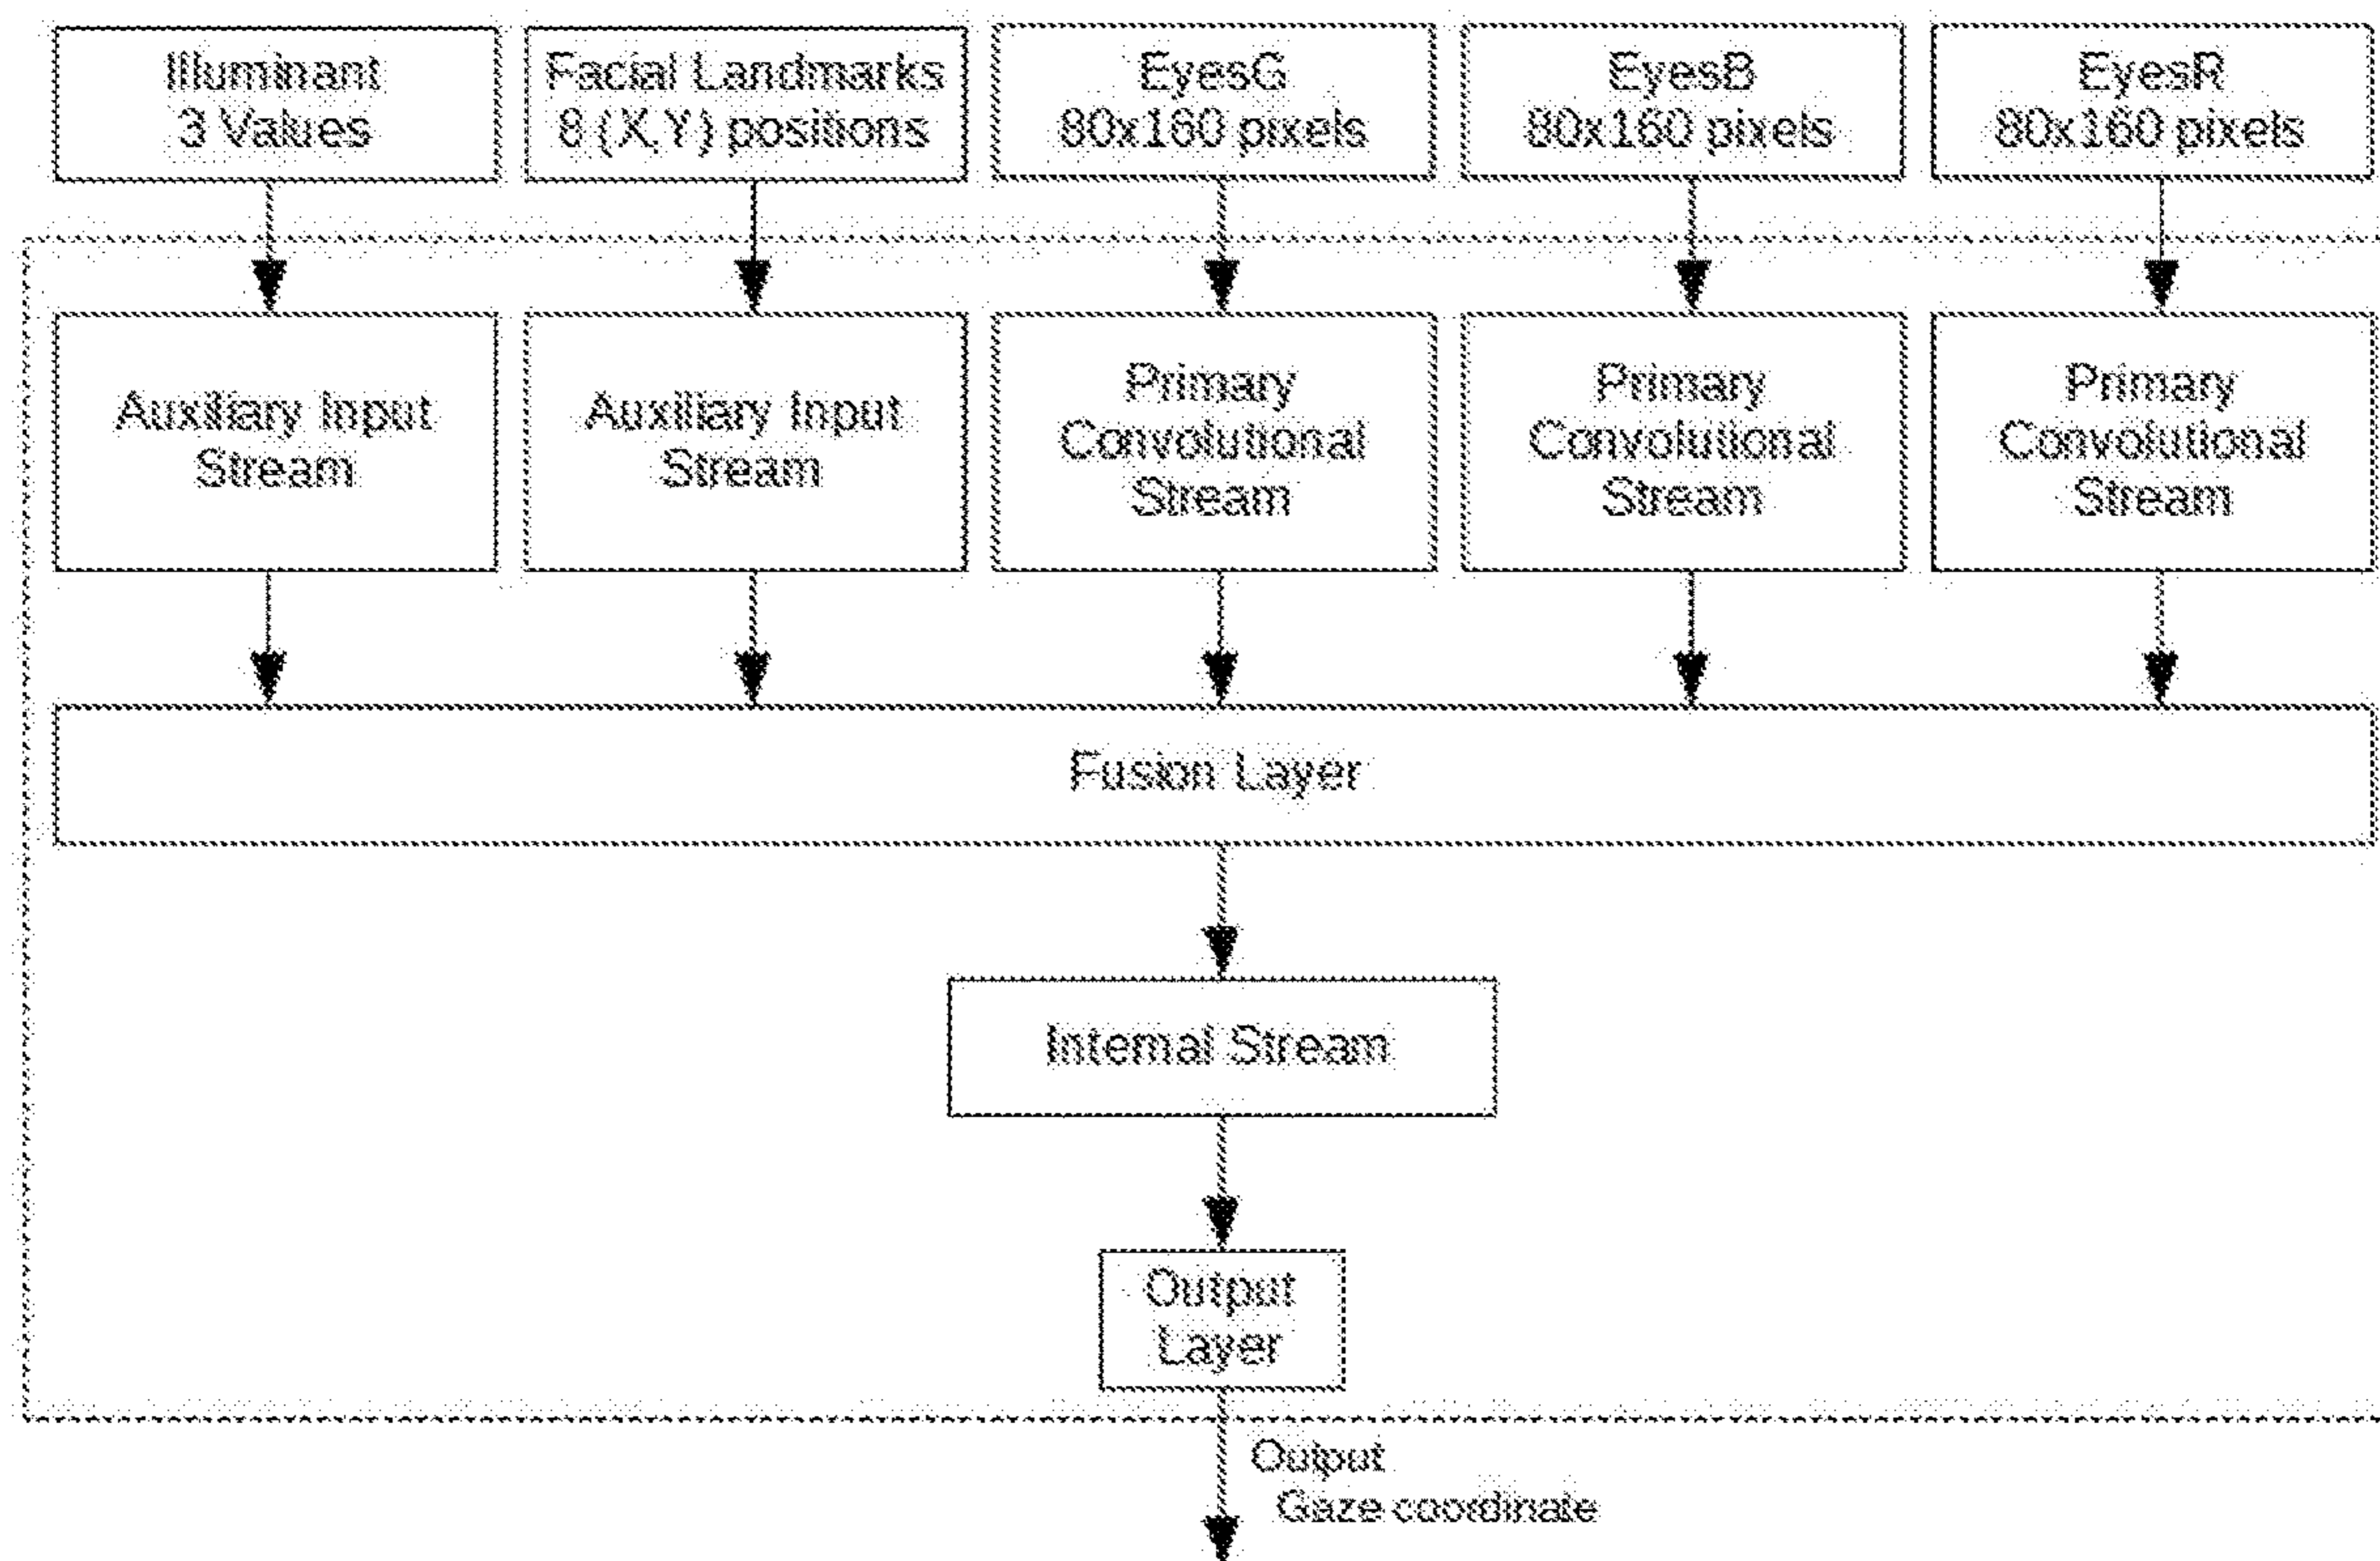 Illuminant
3 Values
Facial Landmarks
8 (X,Y) positions
EyesG
80x160 pixels
EyesB
80x160 pixels
EyesR
80x160 pixels
Auxiliary Input
Stream
Auxiliary Input
Stream
Primary
Convolutional
Stream
Primary
Convolutional
Stream
Primary
Convolutional
Stream
Fusion Layer
Internal Stream
Output
Layer
Output
Gaze coordinate